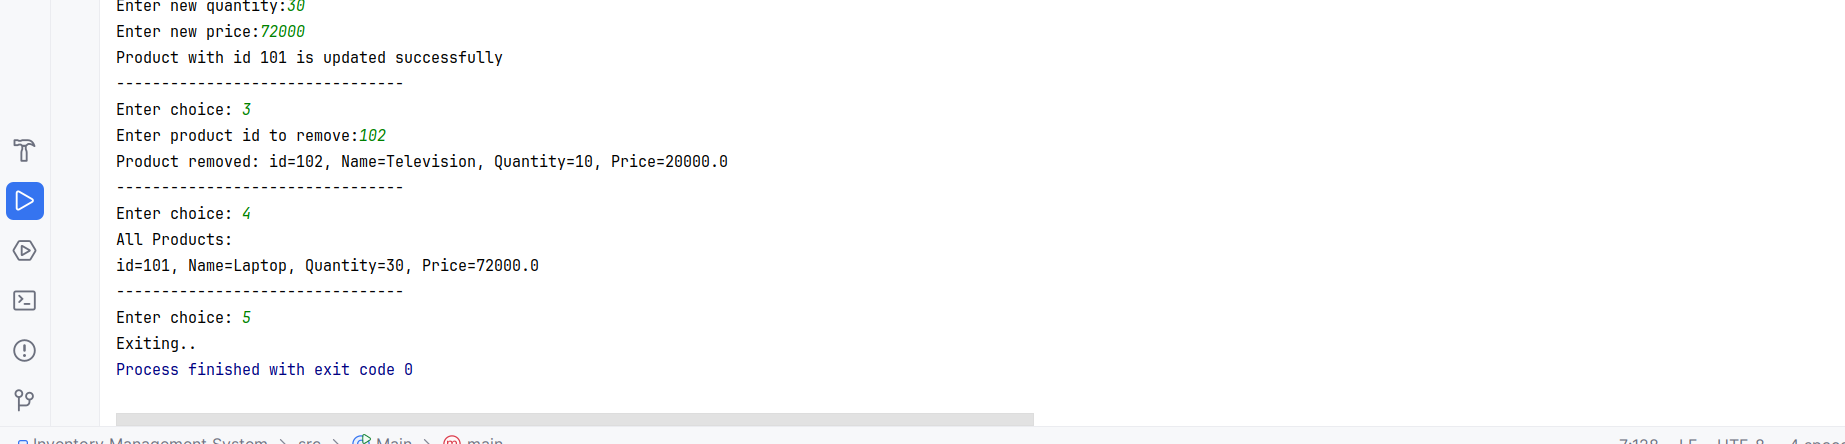 Enter new quantity:30
Enter new price:72000
Product with id 101 is updated successfully
--------------------------------
Enter choice: 3
Enter product id to remove:102
Product removed: id=102, Name=Television, Quantity=10, Price=20000.0
--------------------------------
Enter choice: 4
All Products:
id=101, Name=Laptop, Quantity=30, Price=72000.0
--------------------------------
Enter choice: 5
Exiting..
Process finished with exit code 0
Inventory Management System > src > Main > main 7:128 LF UTF-8 4